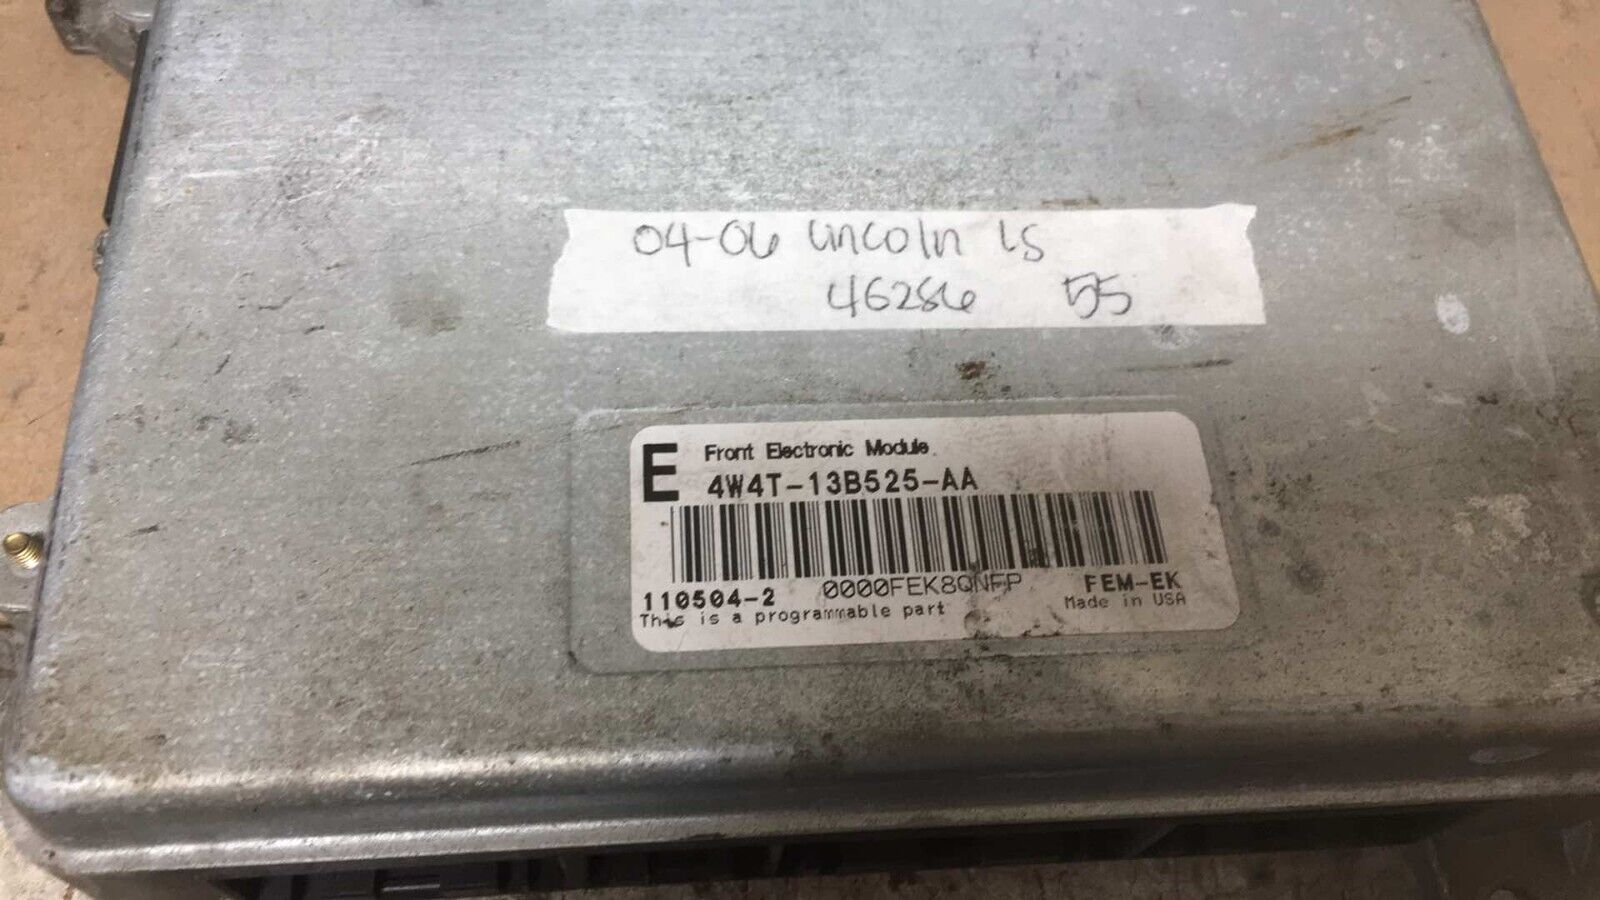 04-06 Lincoln LS
46286 55
E Front Electronic Module.
4W4T-13B525-AA
0000FEK8QNFP
110504-2 FEM-EK
This is a programmable part Made in USA